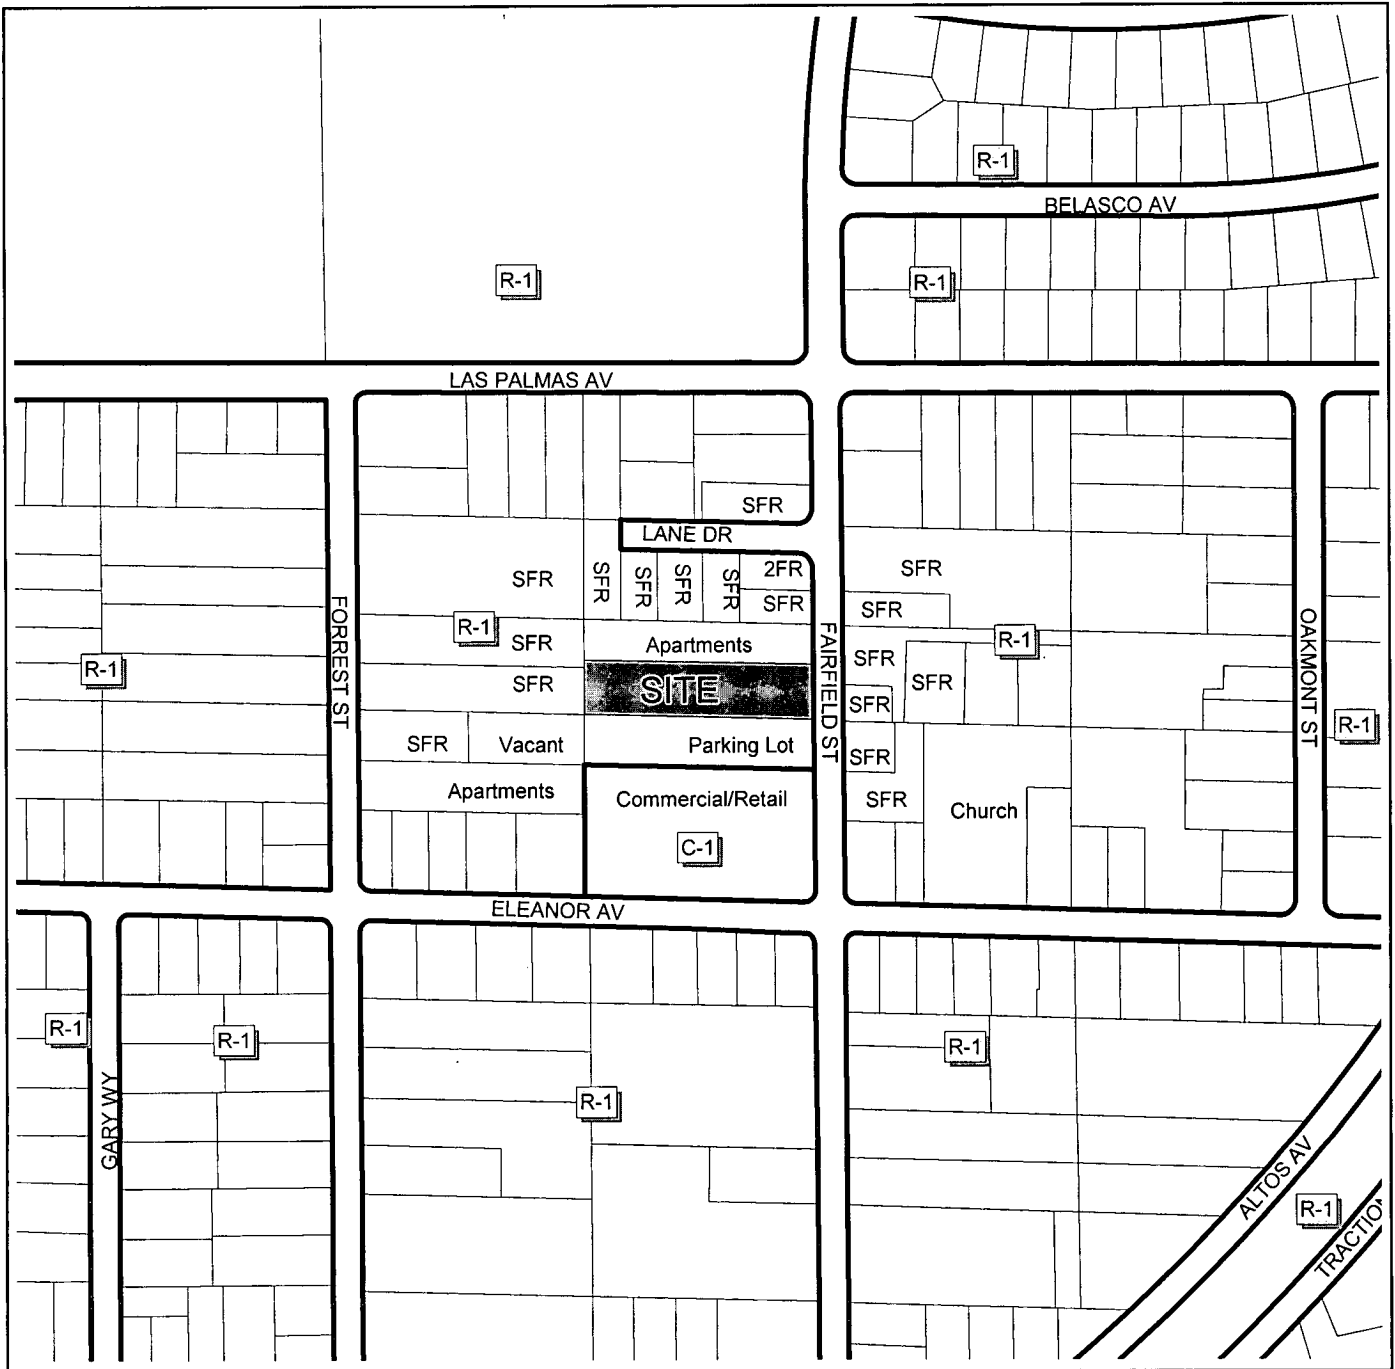 R-1
BELASCO AV
R-1
R-1
LAS PALMAS AV
SFR
LANE DR
SFR
SFR
SFR
SFR
SFR
2FR
SFR
SFR
SFR
R-1
SFR
Apartments
R-1
FORREST ST
FAIRFIELD ST
OAKMONT ST
R-1
SFR
SITE
SFR
SFR
SFR
R-1
SFR
Vacant
Parking Lot
SFR
Apartments
Commercial/Retail
SFR
Church
C-1
ELEANOR AV
R-1
R-1
R-1
GARY WY
R-1
ALTOS AV
R-1
TRACTION